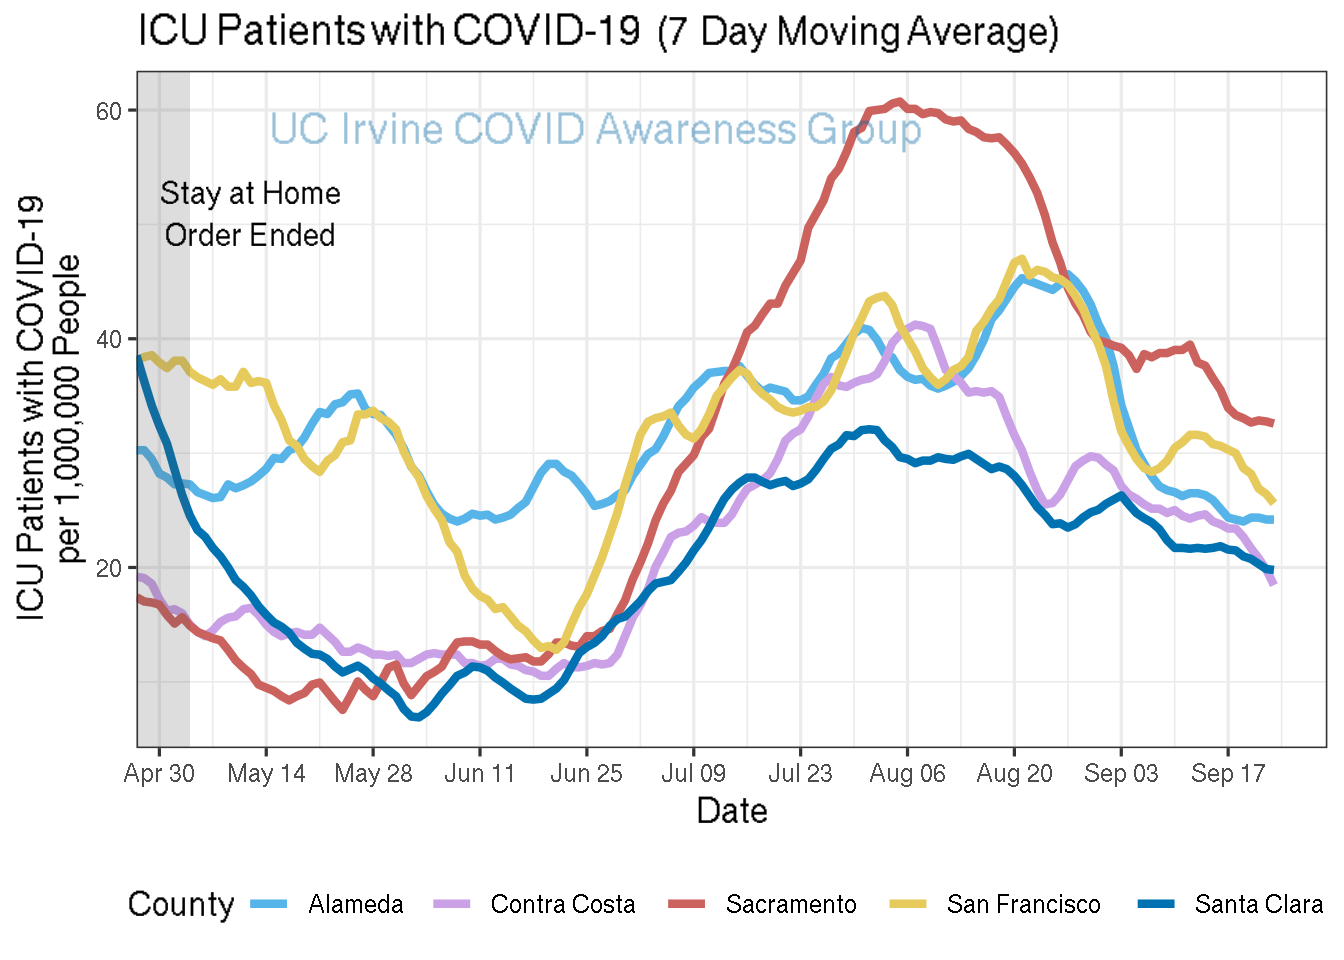 ICU Patients with COVID-19 (7 Day Moving Average)
UC Irvine COVID Awareness Group
Stay at Home
Order Ended
ICU Patients with COVID-19
per 1,000,000 People
60
40
20
Apr 30 May 14 May 28 Jun 11 Jun 25 Jul 09 Jul 23 Aug 06 Aug 20 Sep 03 Sep 17
Date
County Alameda Contra Costa Sacramento San Francisco Santa Clara